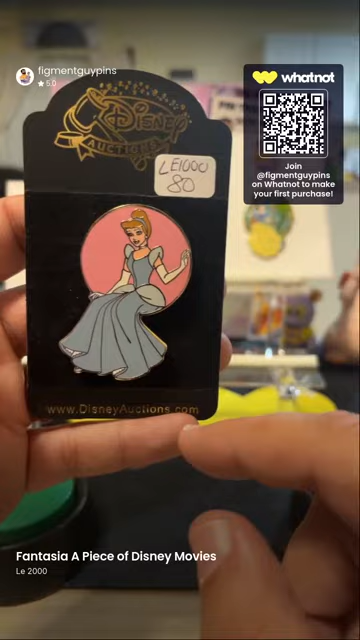 figmentguypins
★ 5.0
whatnot
Join
@figmentguypins
on Whatnot to make
your first purchase!
Disney
AUCTIONS
LE1000
80
www.DisneyAuctions.com
Fantasia A Piece of Disney Movies
Le 2000